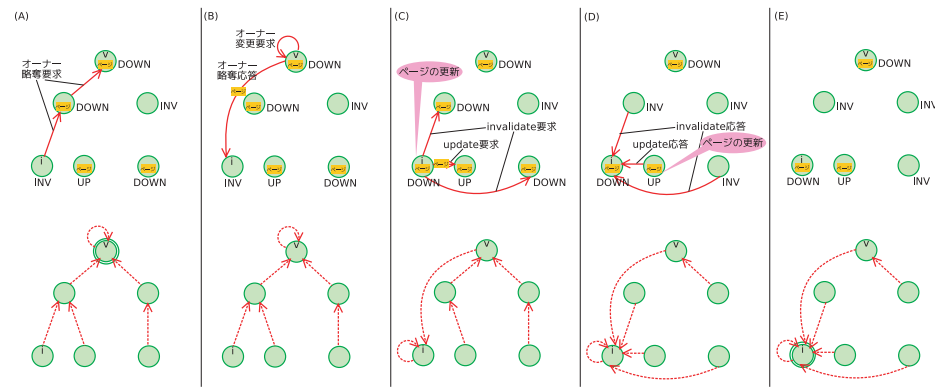 (A)
V
ページ
DOWN
オーナー
略奪要求
ページ
DOWN
INV
i
ページ
ページ
INV
UP
DOWN
V
i
(B)
オーナー
変更要求
V
ページ
DOWN
オーナー
略奪応答
ページ
ページ
DOWN
INV
i
ページ
ページ
INV
UP
DOWN
V
i
(C)
V
ページ
DOWN
ページの更新
ページ
DOWN
INV
invalidate要求
update要求
i
ページ
ページ
ページ
ページ
DOWN
UP
DOWN
V
i
(D)
V
ページ
DOWN
INV
INV
invalidate応答
update応答
ページの更新
i
ページ
ページ
DOWN
UP
INV
V
i
(E)
V
ページ
DOWN
INV
INV
i
ページ
ページ
DOWN
UP
INV
V
i